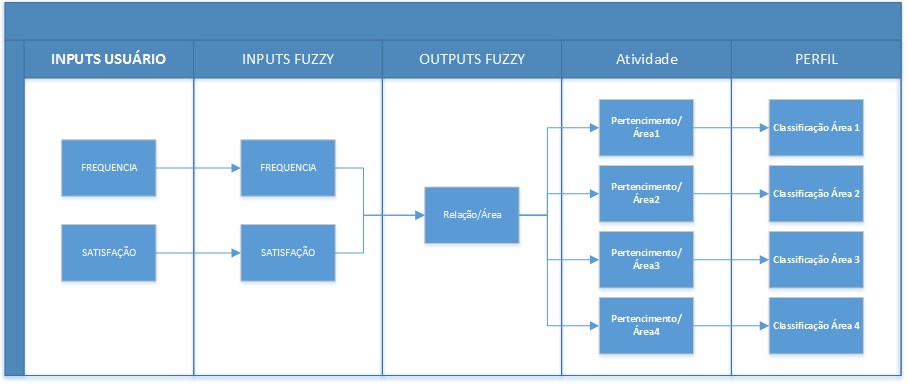 INPUTS USUÁRIO
INPUTS FUZZY
OUTPUTS FUZZY
Atividade
PERFIL
FREQUENCIA
SATISFAÇÃO
FREQUENCIA
SATISFAÇÃO
Relação/Área
Pertencimento/
Área1
Pertencimento/
Área2
Pertencimento/
Área3
Pertencimento/
Área4
Classificação Área 1
Classificação Área 2
Classificação Área 3
Classificação Área 4